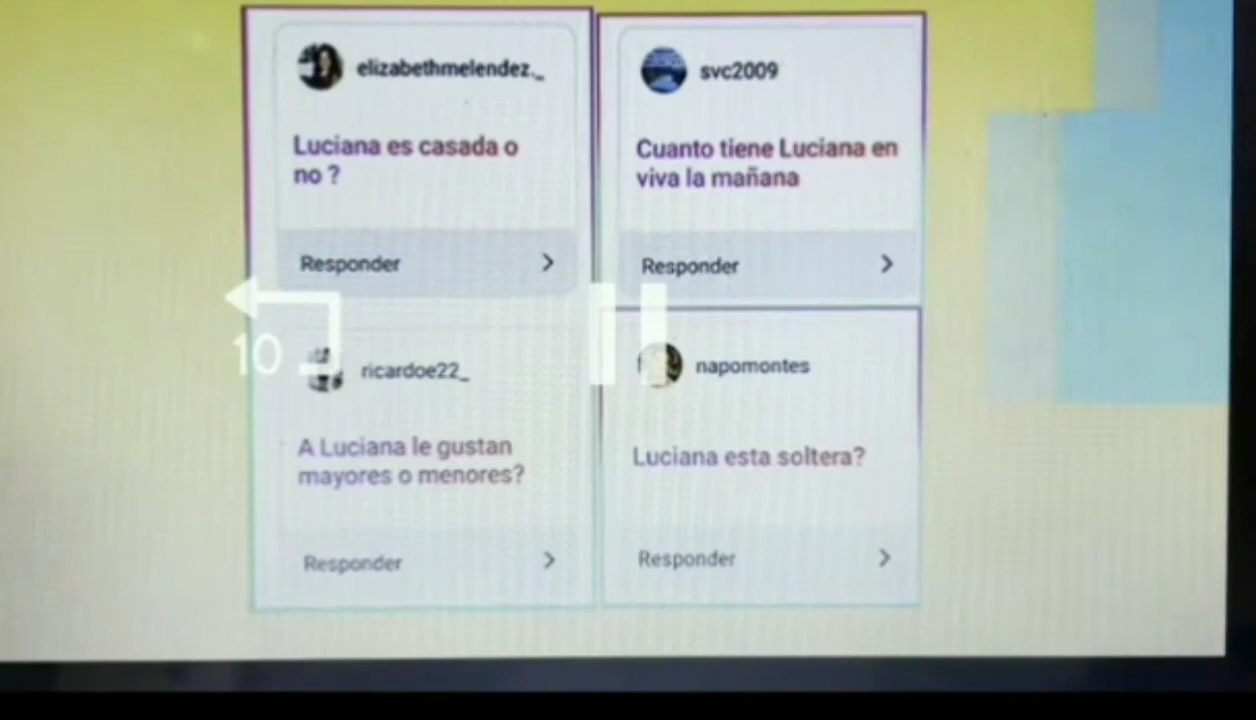 elizabethmelendez._
Luciana es casada o
no ?
Responder
svc2009
Cuanto tiene Luciana en
viva la mañana
Responder
10
ricardoe22_
A Luciana le gustan
mayores o menores?
Responder
napomontes
Luciana esta soltera?
Responder